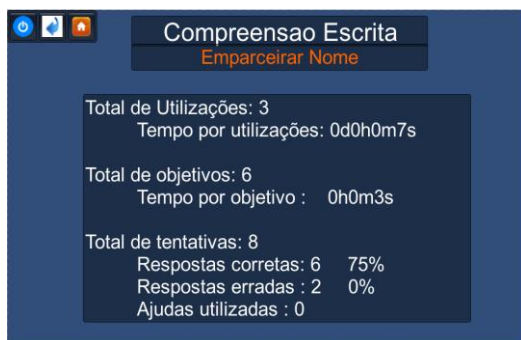 Compreensao Escrita
Emparceirar Nome
Total de Utilizações: 3
Tempo por utilizações: 0d0h0m7s
Total de objetivos: 6
Tempo por objetivo : 0h0m3s
Total de tentativas: 8
Respostas corretas: 6 75%
Respostas erradas : 2 0%
Ajudas utilizadas : 0